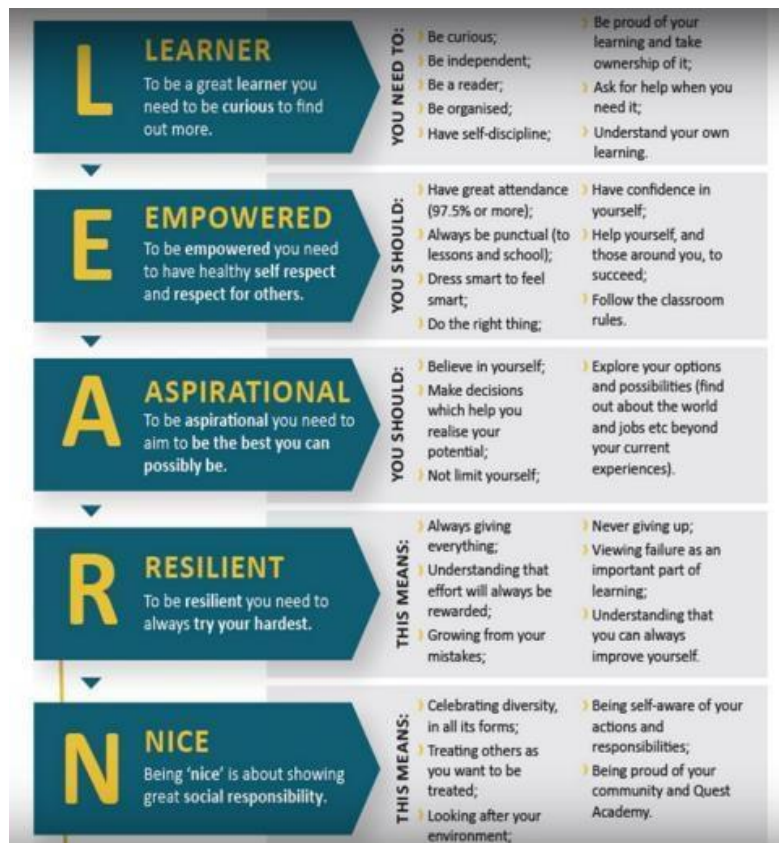 L
LEARNER
To be a great learner you
need to be curious to find
out more.
YOU NEED TO:
Be curious;
Be independent;
Be a reader;
Be organised;
Have self-discipline;
Be proud of your
learning and take
ownership of it;
Ask for help when you
need it;
Understand your own
learning.
E
EMPOWERED
To be empowered you need
to have healthy self respect
and respect for others.
YOU SHOULD:
Have great attendance
(97.5% or more);
Always be punctual (to
lessons and school);
Dress smart to feel
smart;
Do the right thing;
Have confidence in
yourself;
Help yourself, and
those around you, to
succeed;
Follow the classroom
rules.
A
ASPIRATIONAL
To be aspirational you need to
aim to be the best you can
possibly be.
YOU SHOULD:
Believe in yourself;
Make decisions
which help you
realise your
potential;
Not limit yourself;
Explore your options
and possibilities (find
out about the world
and jobs etc beyond
your current
experiences).
R
RESILIENT
To be resilient you need to
always try your hardest.
THIS MEANS:
Always giving
everything;
Understanding that
effort will always be
rewarded;
Growing from your
mistakes;
Never giving up;
Viewing failure as an
important part of
learning;
Understanding that
you can always
improve yourself.
N
NICE
Being 'nice' is about showing
great social responsibility.
THIS MEANS:
Celebrating diversity,
in all its forms;
Treating others as
you want to be
treated;
Looking after your
environment;
Being self-aware of your
actions and
responsibilities;
Being proud of your
community and Quest
Academy.